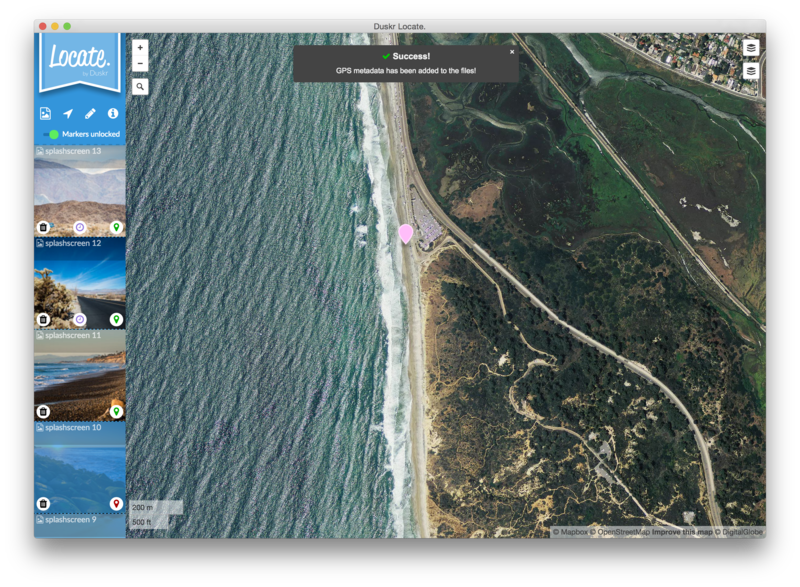 Duskr Locate.
Locate.
by Duskr
Markers unlocked
splashscreen 13
splashscreen 12
splashscreen 11
splashscreen 10
splashscreen 9
+
−
✔ Success!
×
GPS metadata has been added to the files!
200 m
500 ft
© Mapbox © OpenStreetMap Improve this map © DigitalGlobe